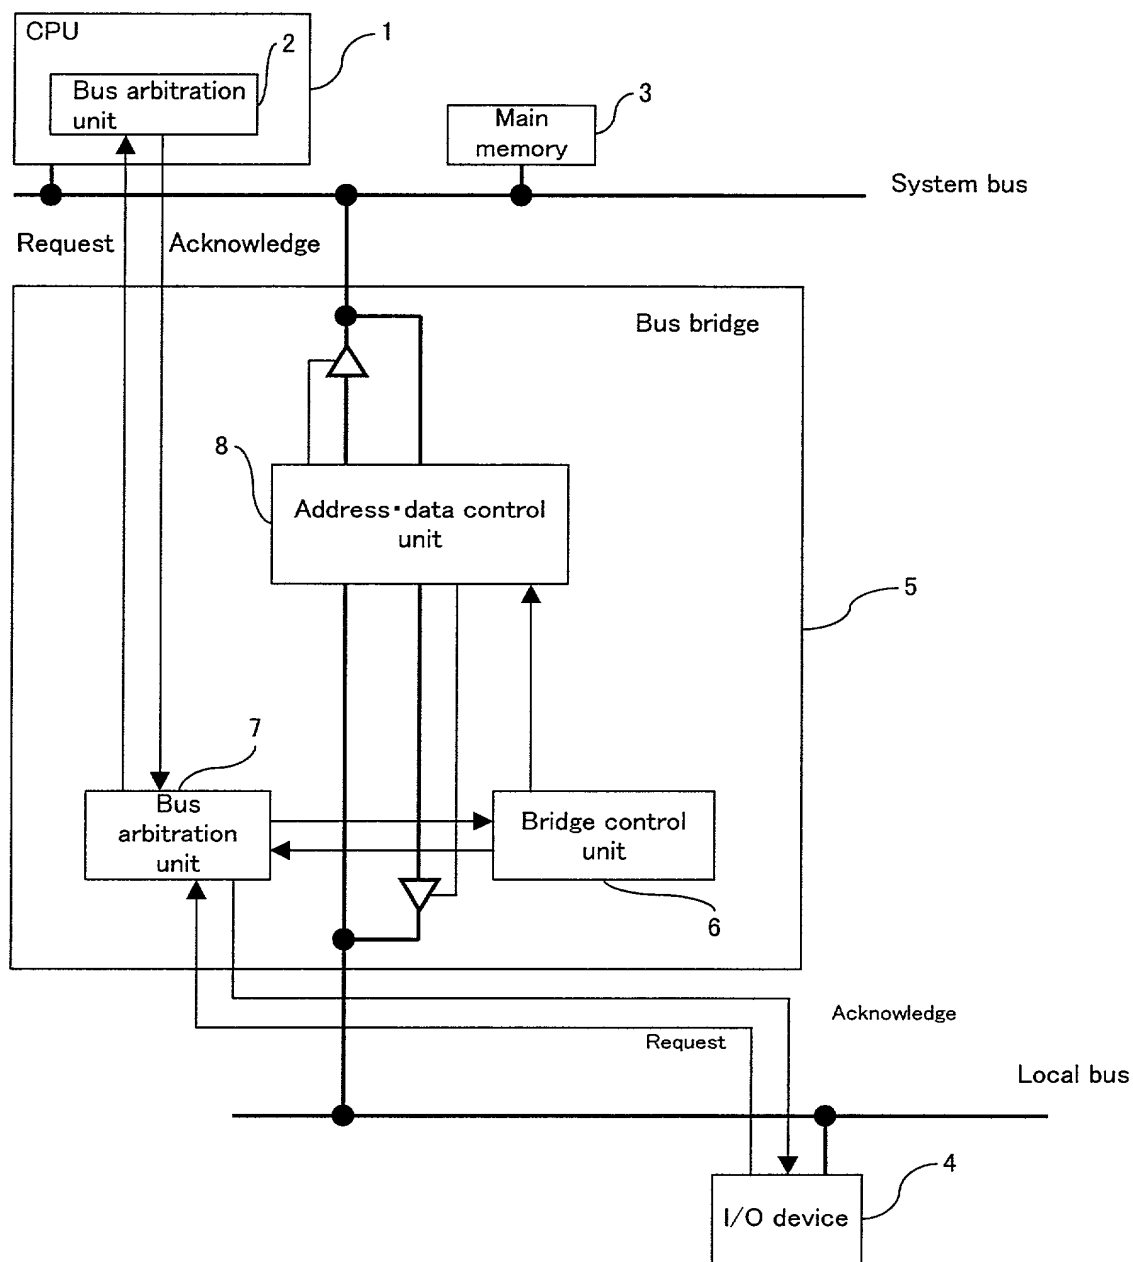 CPU
1
2
Bus arbitration
unit
3
Main
memory
System bus
Request
Acknowledge
Bus bridge
8
Address・data control
unit
5
7
Bus
arbitration
unit
Bridge control
unit
6
Acknowledge
Request
Local bus
4
I/O device